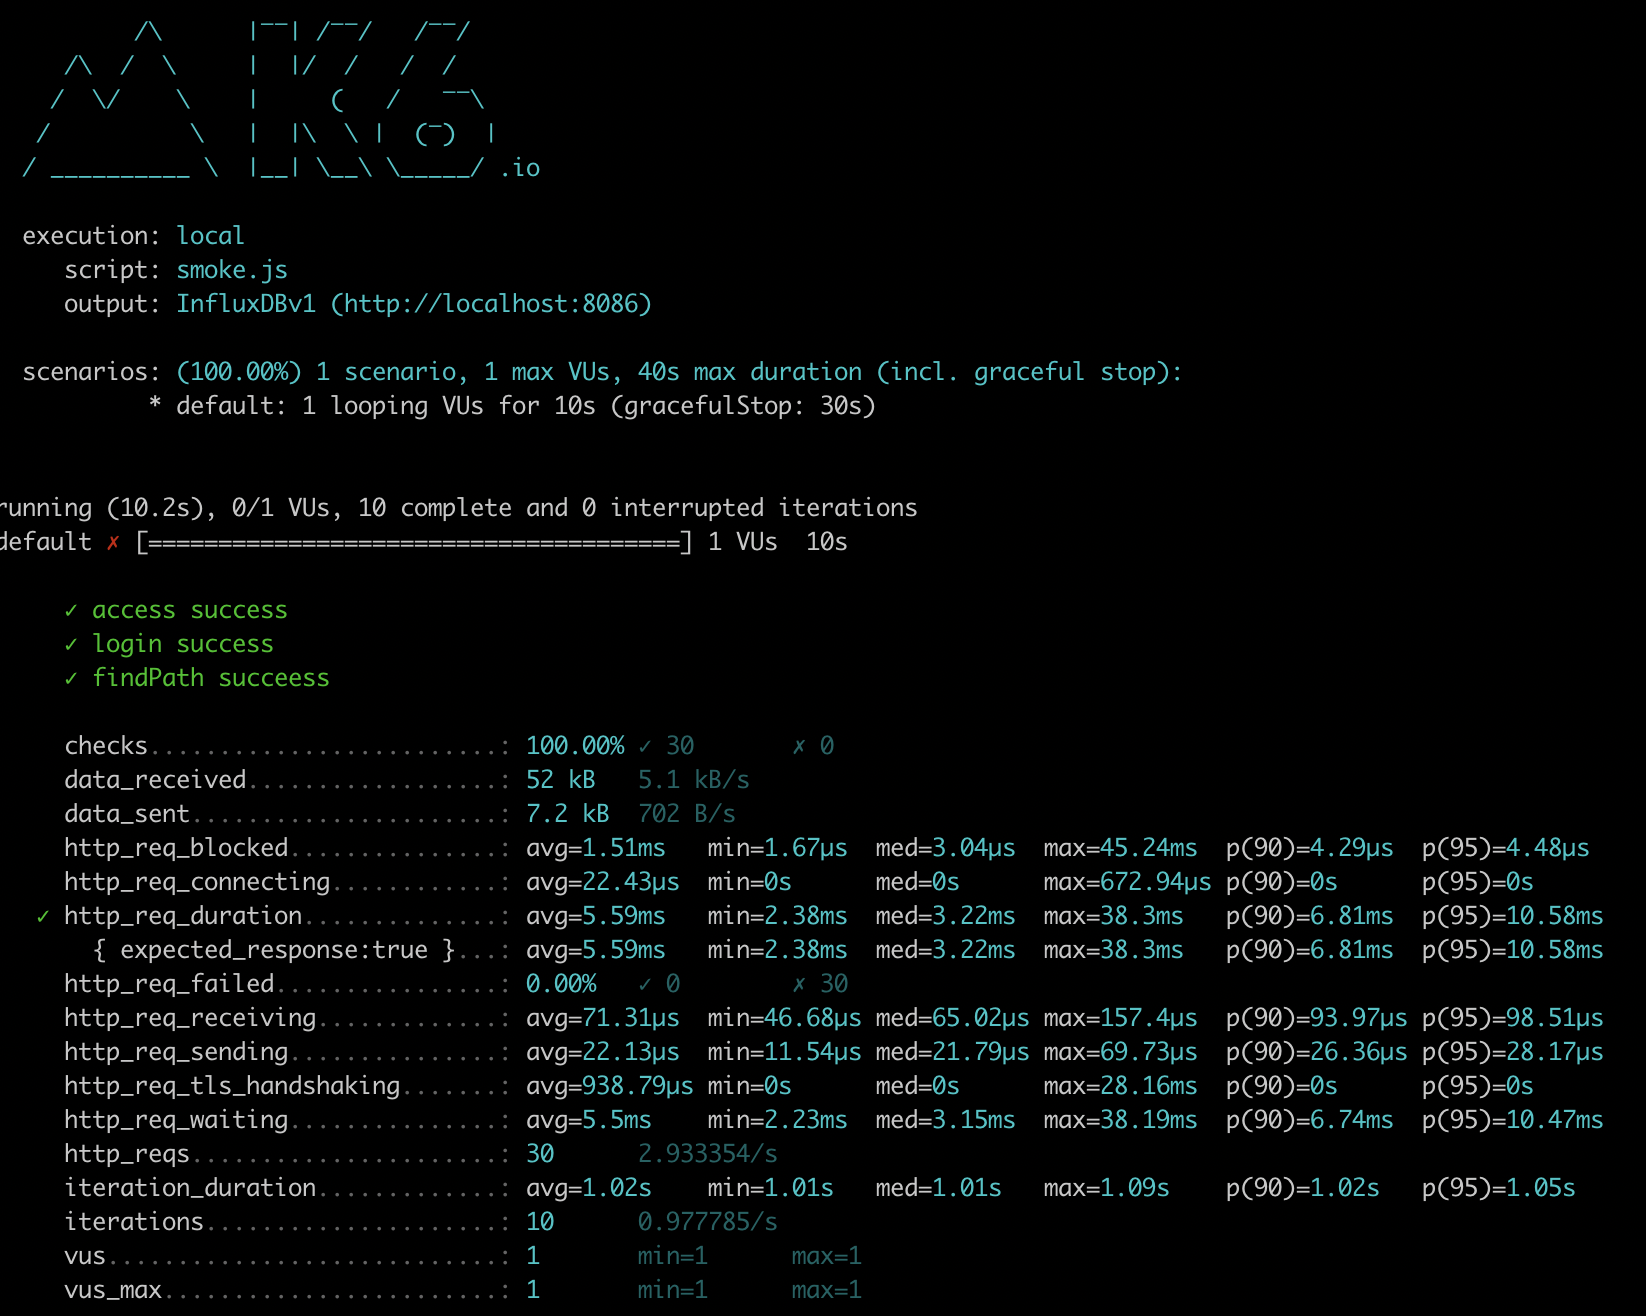 /\      |‾‾| /‾‾/   /‾‾/
     /\  /  \     |  |/  /   /  /
    /  \/    \    |     (   /   ‾‾\
   /          \   |  |\  \ |  (‾)  |
  / __________ \  |__| \__\ \_____/ .io
  execution: local
     script: smoke.js
     output: InfluxDBv1 (http://localhost:8086)
  scenarios: (100.00%) 1 scenario, 1 max VUs, 40s max duration (incl. graceful stop):
           * default: 1 looping VUs for 10s (gracefulStop: 30s)
running (10.2s), 0/1 VUs, 10 complete and 0 interrupted iterations
default ✗ [======================================] 1 VUs  10s
     ✓ access success
     ✓ login success
     ✓ findPath succeess
     checks.........................: 100.00% ✓ 30       ✗ 0
     data_received..................: 52 kB   5.1 kB/s
     data_sent......................: 7.2 kB  702 B/s
     http_req_blocked...............: avg=1.51ms   min=1.67µs  med=3.04µs  max=45.24ms  p(90)=4.29µs  p(95)=4.48µs
     http_req_connecting............: avg=22.43µs  min=0s      med=0s      max=672.94µs p(90)=0s      p(95)=0s
   ✓ http_req_duration..............: avg=5.59ms   min=2.38ms  med=3.22ms  max=38.3ms   p(90)=6.81ms  p(95)=10.58ms
       { expected_response:true }...: avg=5.59ms   min=2.38ms  med=3.22ms  max=38.3ms   p(90)=6.81ms  p(95)=10.58ms
     http_req_failed................: 0.00%   ✓ 0        ✗ 30
     http_req_receiving.............: avg=71.31µs  min=46.68µs med=65.02µs max=157.4µs  p(90)=93.97µs p(95)=98.51µs
     http_req_sending...............: avg=22.13µs  min=11.54µs med=21.79µs max=69.73µs  p(90)=26.36µs p(95)=28.17µs
     http_req_tls_handshaking.......: avg=938.79µs min=0s      med=0s      max=28.16ms  p(90)=0s      p(95)=0s
     http_req_waiting...............: avg=5.5ms    min=2.23ms  med=3.15ms  max=38.19ms  p(90)=6.74ms  p(95)=10.47ms
     http_reqs......................: 30      2.933354/s
     iteration_duration.............: avg=1.02s    min=1.01s   med=1.01s   max=1.09s    p(90)=1.02s   p(95)=1.05s
     iterations.....................: 10      0.977785/s
     vus............................: 1       min=1      max=1
     vus_max........................: 1       min=1      max=1